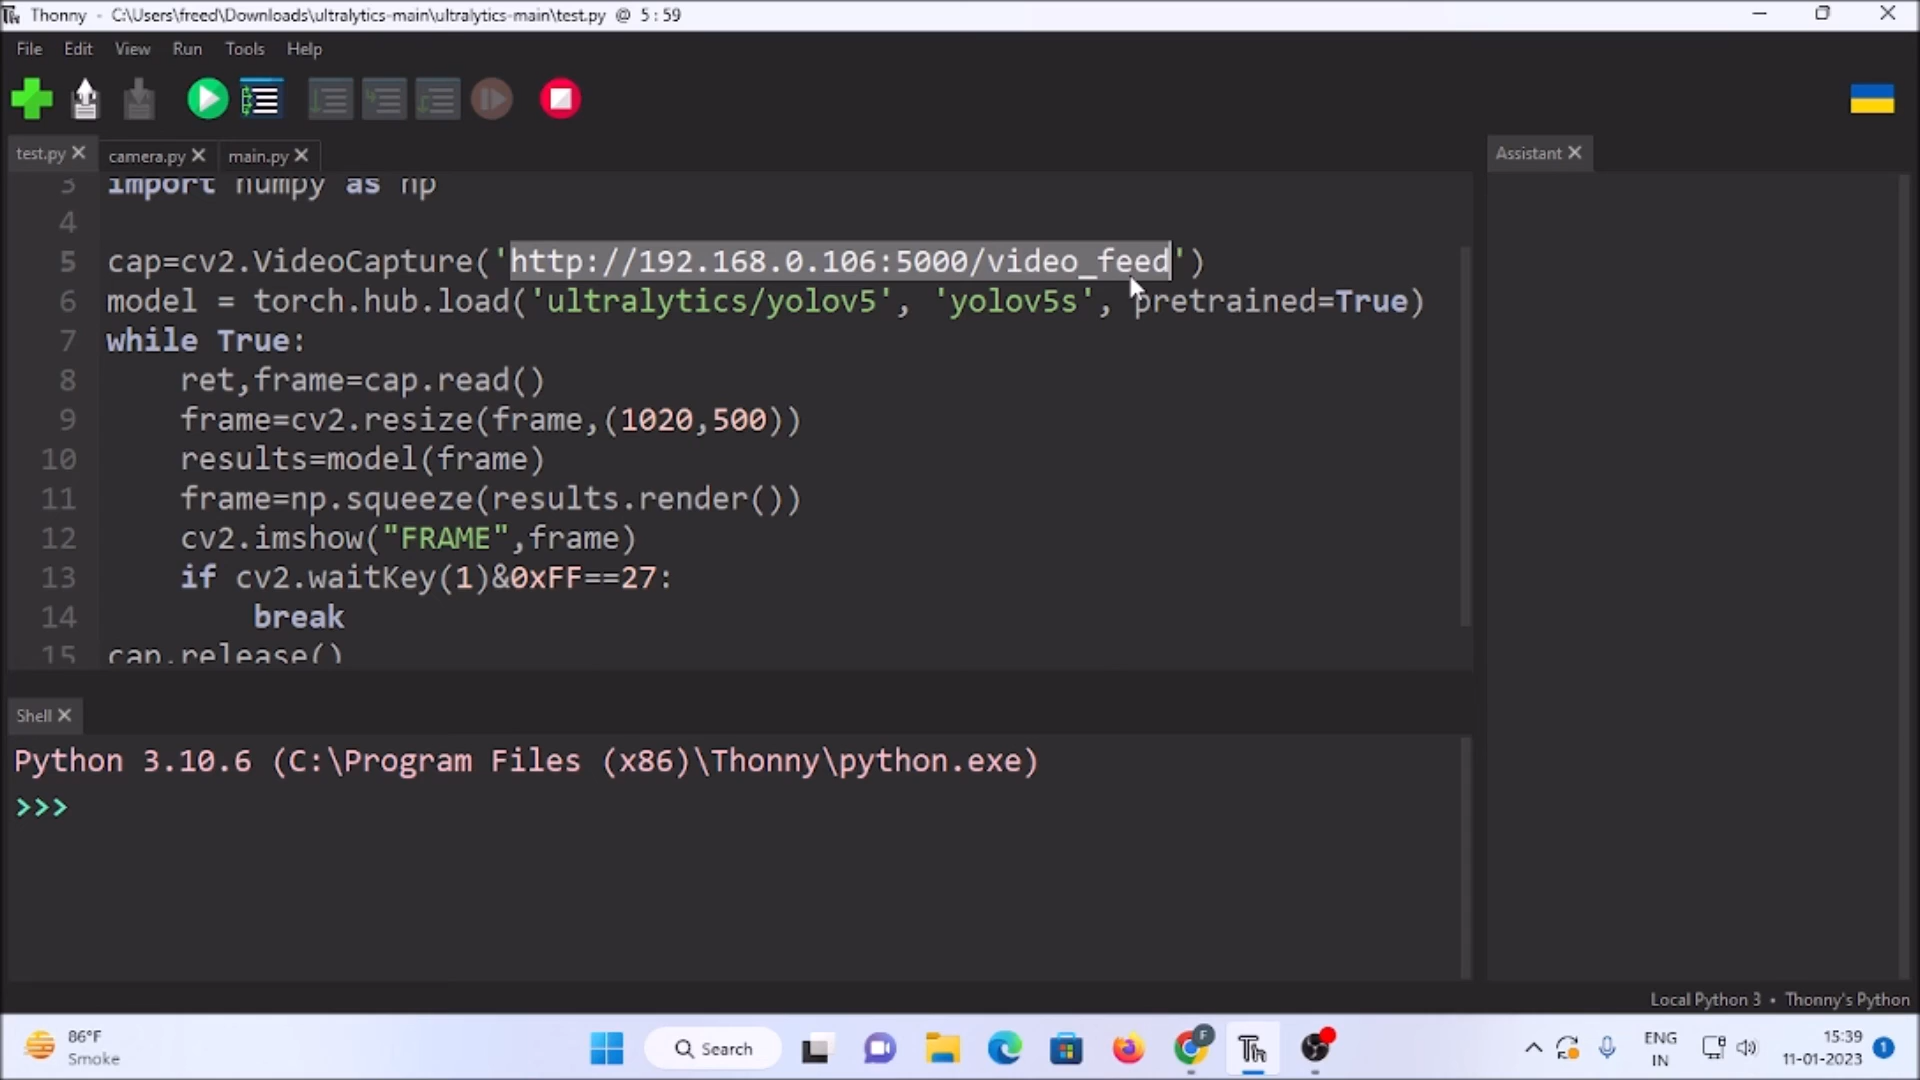 Thonny - C:\Users\freed\Downloads\ultralytics-main\ultralytics-main\test.py @ 5:59
File Edit View Run Tools Help
test.py camera.py main.py Assistant
3 import numpy as np
4
5 cap=cv2.VideoCapture('http://192.168.0.106:5000/video_feed')
6 model = torch.hub.load('ultralytics/yolov5', 'yolov5s', pretrained=True)
7 while True:
8 ret,frame=cap.read()
9 frame=cv2.resize(frame,(1020,500))
10 results=model(frame)
11 frame=np.squeeze(results.render())
12 cv2.imshow("FRAME",frame)
13 if cv2.waitKey(1)&0xFF==27:
14 break
15 cap.release()
Shell
Python 3.10.6 (C:\Program Files (x86)\Thonny\python.exe)
>>>
Local Python 3 • Thonny's Python
86°F
Smoke
Search
F
Th
ENG
IN
15:39
11-01-2023
1